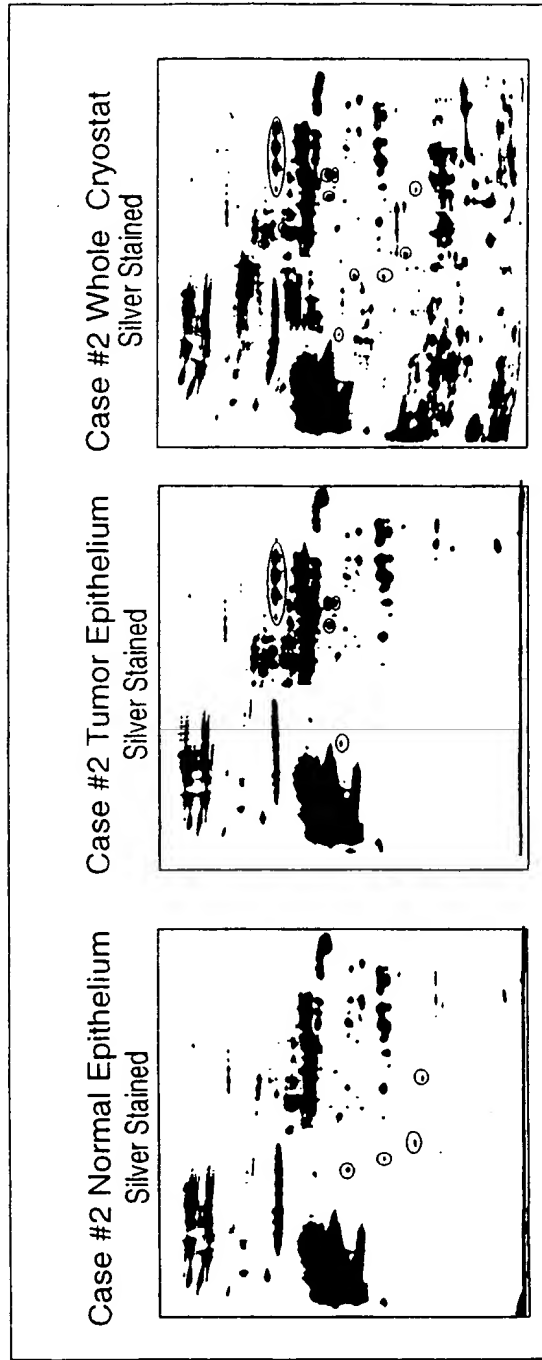 Case #2 Normal Epithelium
Silver Stained
Case #2 Tumor Epithelium
Silver Stained
Case #2 Whole Cryostat
Silver Stained